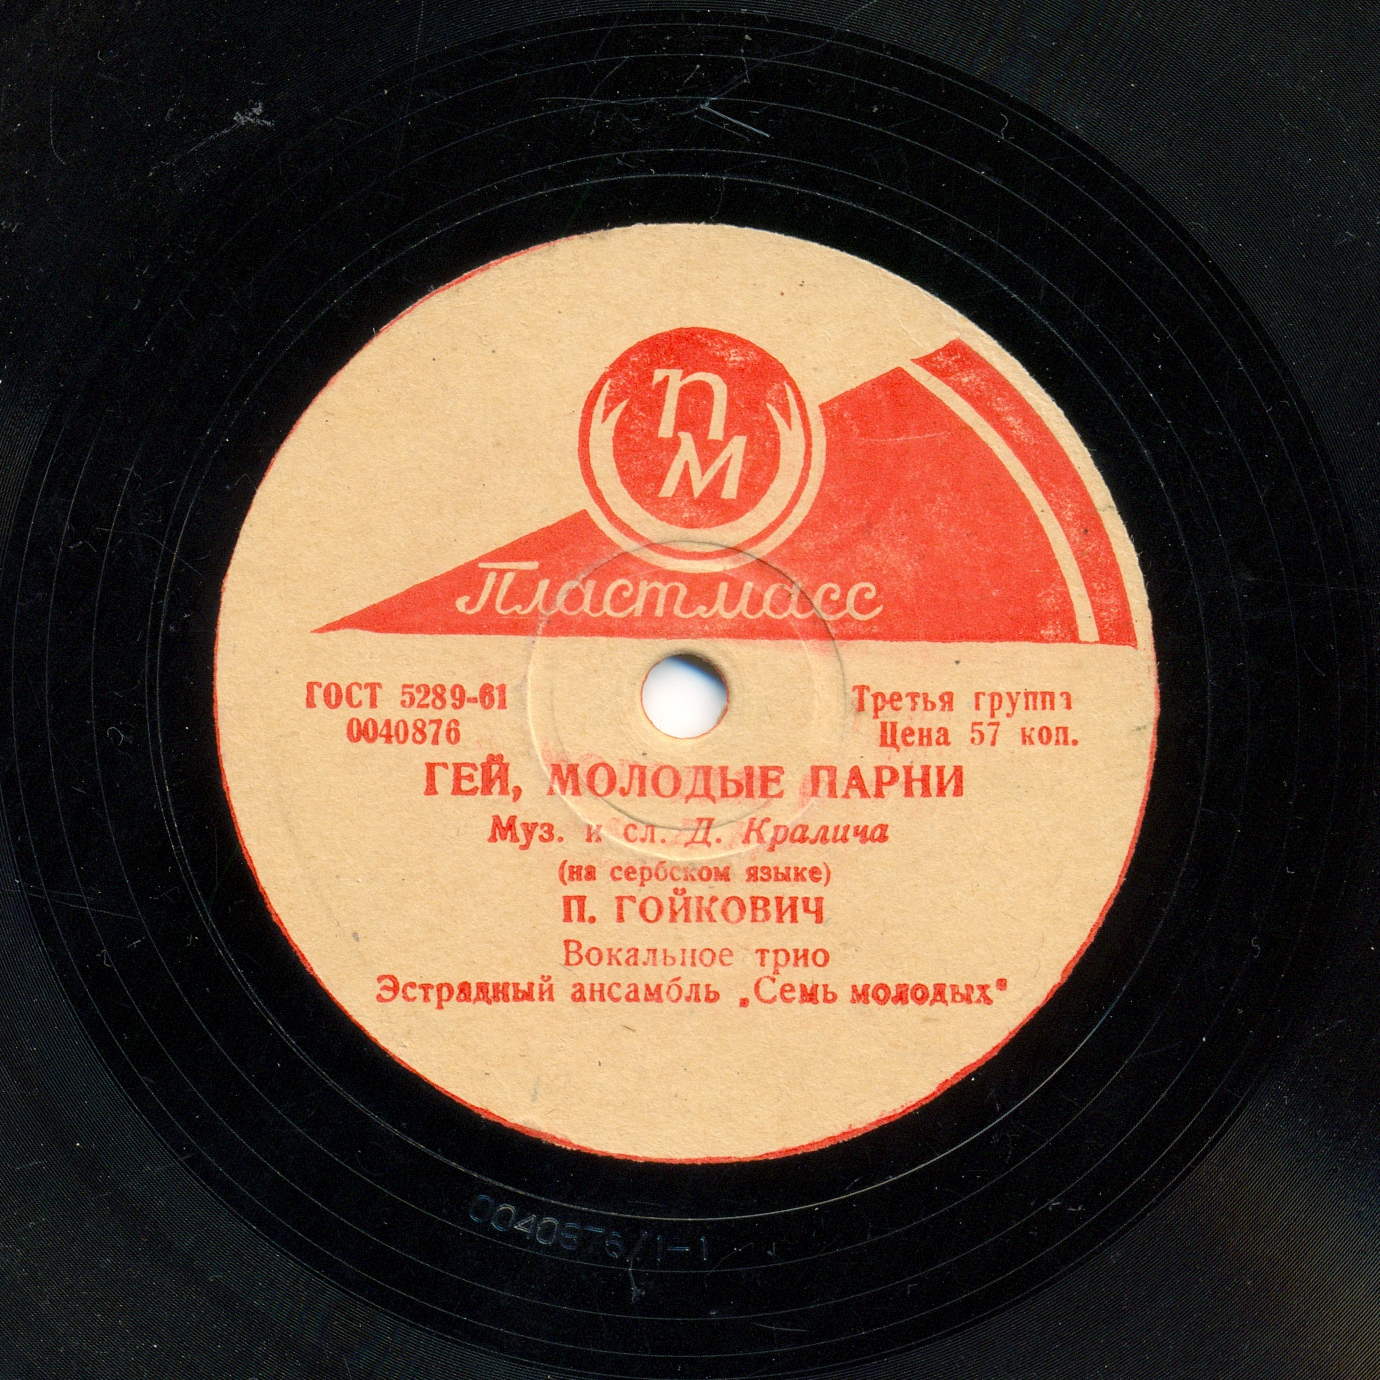 П
М
Пластмасс
ГОСТ 5289-61
0040876
Третья группа
Цена 57 коп.
ГЕЙ, МОЛОДЫЕ ПАРНИ
Муз. и сл. Д. Кралича
(на сербском языке)
П. ГОЙКОВИЧ
Вокальное трио
Эстрадный ансамбль „Семь молодых"
0040876/1-1